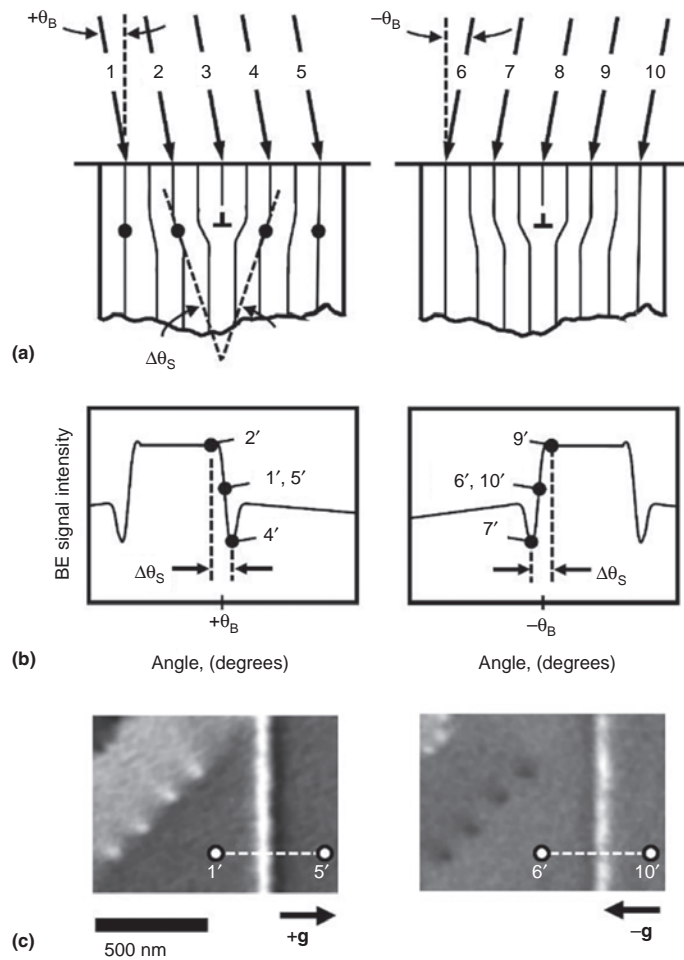 +θB
1 2 3 4 5
−θB
6 7 8 9 10
ΔθS
(a)
BE signal intensity
2′
1′, 5′
4′
ΔθS
+θB
9′
6′, 10′
7′
ΔθS
−θB
(b)
Angle, (degrees)
Angle, (degrees)
1′ 5′
6′ 10′
500 nm
+g
−g
(c)